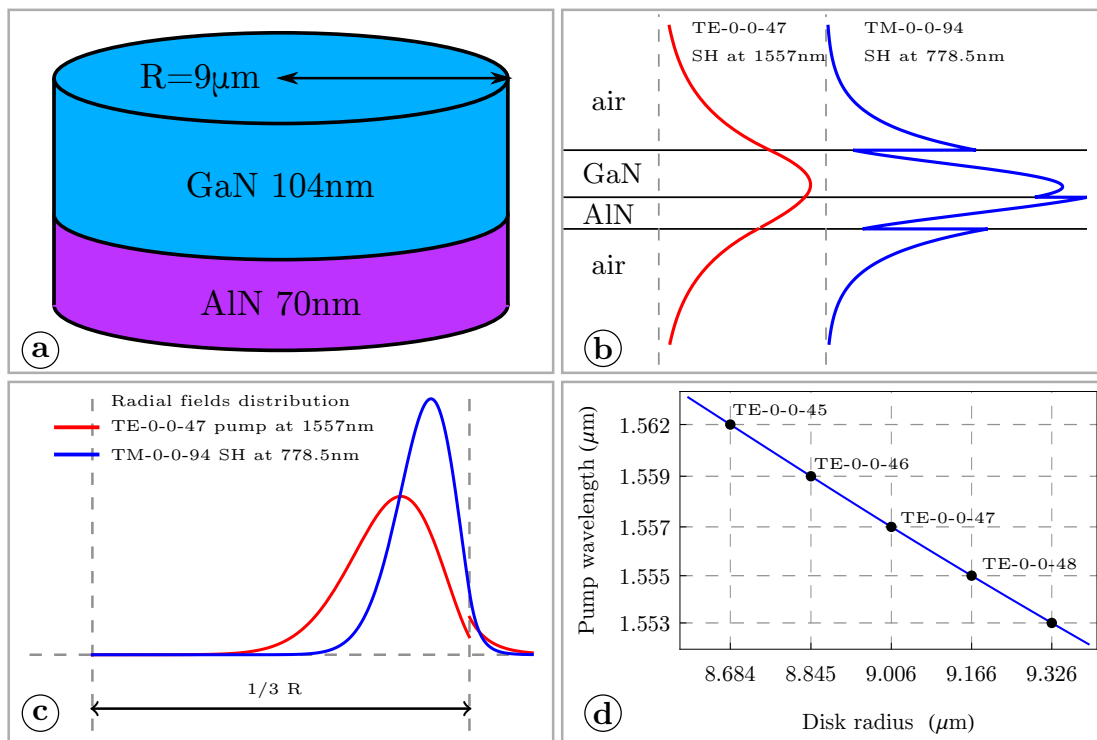 R=9μm
GaN 104nm
AlN 70nm
a
TE-0-0-47
SH at 1557nm
TM-0-0-94
SH at 778.5nm
air
GaN
AlN
air
b
Radial fields distribution
TE-0-0-47 pump at 1557nm
TM-0-0-94 SH at 778.5nm
1/3 R
c
Pump wavelength (μm)
1.562
1.559
1.557
1.555
1.553
TE-0-0-45
TE-0-0-46
TE-0-0-47
TE-0-0-48
8.684 8.845 9.006 9.166 9.326
Disk radius (μm)
d